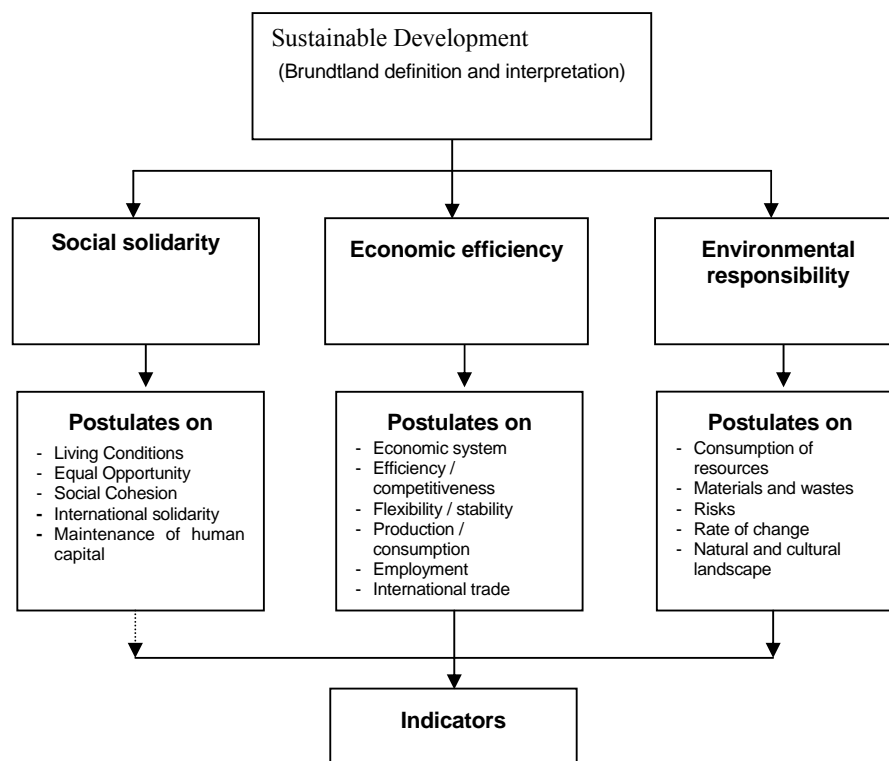 Sustainable Development
(Brundtland definition and interpretation)
Social solidarity
Economic efficiency
Environmental
responsibility
Postulates on
- Living Conditions
- Equal Opportunity
- Social Cohesion
- International solidarity
- Maintenance of human
capital
Postulates on
- Economic system
- Efficiency /
competitiveness
- Flexibility / stability
- Production /
consumption
- Employment
- International trade
Postulates on
- Consumption of
resources
- Materials and wastes
- Risks
- Rate of change
- Natural and cultural
landscape
Indicators